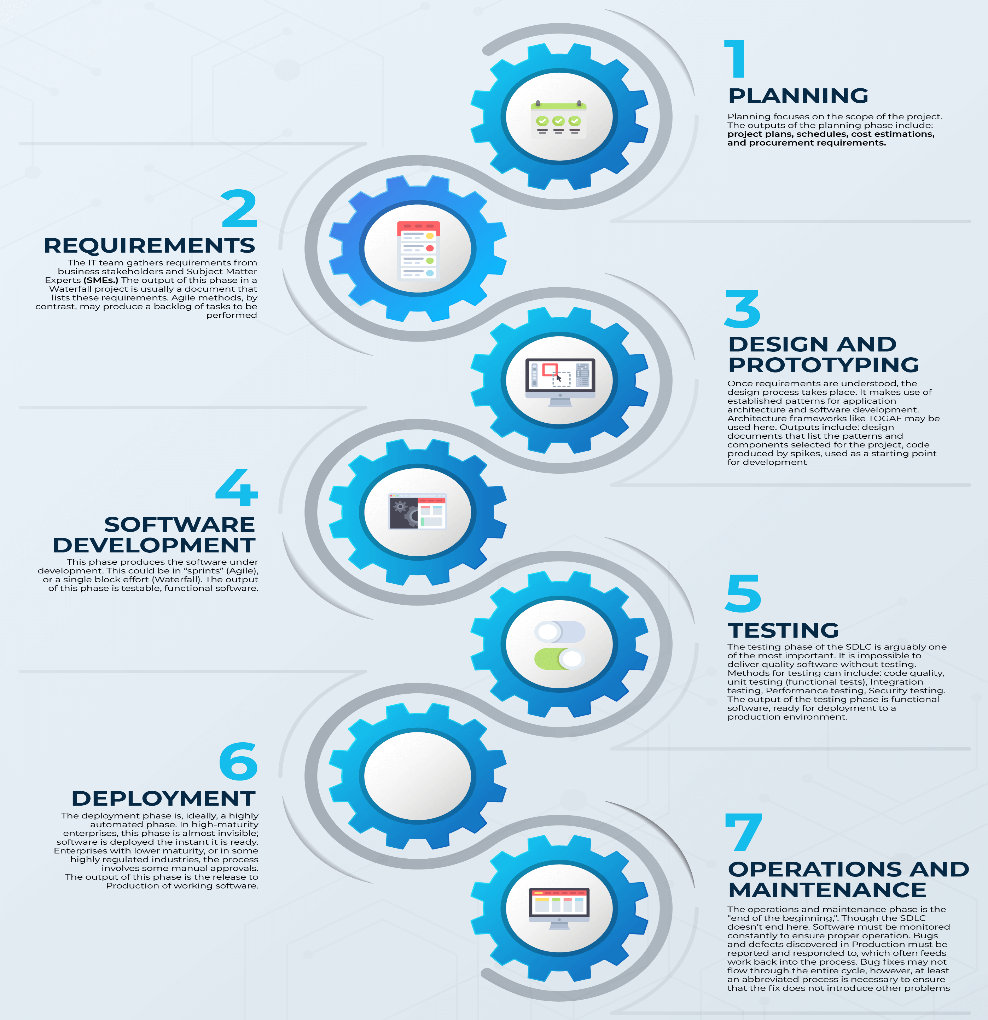 1
PLANNING
Planning focuses on the scope of the project.
The outputs of the planning phase include:
project plans, schedules, cost estimations,
and procurement requirements.
2
REQUIREMENTS
The IT team gathers requirements from
business stakeholders and Subject Matter
Experts (SMEs.) The output of this phase in a
Waterfall project is usually a document that
lists these requirements. Agile methods, by
contrast, may produce a backlog of tasks to be
performed
3
DESIGN AND
PROTOTYPING
Once requirements are understood, the
design process takes place. It makes use of
established patterns for application
architecture and software development.
Architecture frameworks like TOGAF may be
used here. Outputs include: design
documents that list the patterns and
components selected for the project, code
produced by spikes, used as a starting point
for development.
4
SOFTWARE
DEVELOPMENT
This phase produces the software under
development. This could be in "sprints" (Agile),
or a single block effort (Waterfall). The output
of this phase is testable, functional software.
5
TESTING
The testing phase of the SDLC is arguably one
of the most important. It is impossible to
deliver quality software without testing.
Methods for testing can include: code quality,
unit testing (functional tests), Integration
testing, Performance testing, Security testing.
The output of the testing phase is functional
software, ready for deployment to a
production environment.
6
DEPLOYMENT
The deployment phase is, ideally, a highly
automated phase. In high-maturity
enterprises, this phase is almost invisible;
software is deployed the instant it is ready.
Enterprises with lower maturity, or in some
highly regulated industries, the process
involves some manual approvals.
The output of this phase is the release to
Production of working software.
7
OPERATIONS AND
MAINTENANCE
The operations and maintenance phase is the
"end of the beginning,". Though the SDLC
doesn't end here. Software must be monitored
constantly to ensure proper operation. Bugs
and defects discovered in Production must be
reported and responded to, which often feeds
work back into the process. Bug fixes may not
flow through the entire cycle, however, at least
an abbreviated process is necessary to ensure
that the fix does not introduce other problems